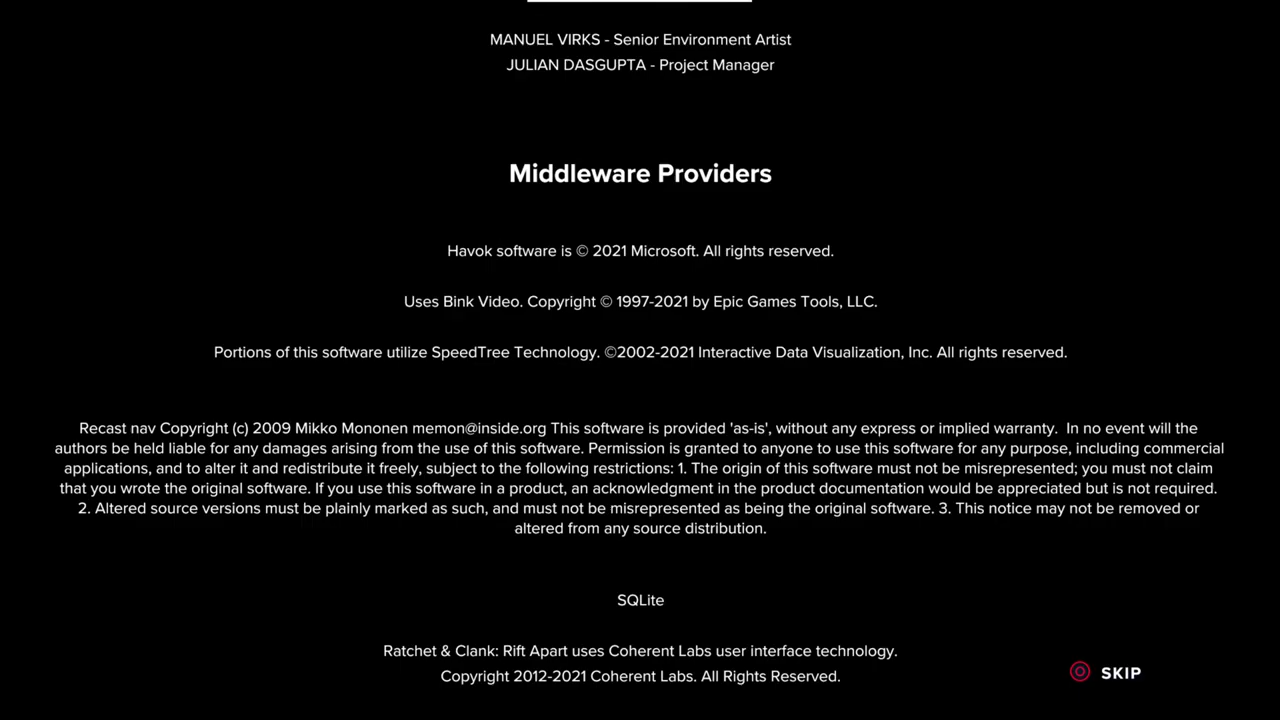 MANUEL VIRKS - Senior Environment Artist
JULIAN DASGUPTA - Project Manager
Middleware Providers
Havok software is © 2021 Microsoft. All rights reserved.
Uses Bink Video. Copyright © 1997-2021 by Epic Games Tools, LLC.
Portions of this software utilize SpeedTree Technology. ©2002-2021 Interactive Data Visualization, Inc. All rights reserved.
Recast nav Copyright (c) 2009 Mikko Mononen memon@inside.org This software is provided 'as-is', without any express or implied warranty.  In no event will the
authors be held liable for any damages arising from the use of this software. Permission is granted to anyone to use this software for any purpose, including commercial
applications, and to alter it and redistribute it freely, subject to the following restrictions: 1. The origin of this software must not be misrepresented; you must not claim
that you wrote the original software. If you use this software in a product, an acknowledgment in the product documentation would be appreciated but is not required.
2. Altered source versions must be plainly marked as such, and must not be misrepresented as being the original software. 3. This notice may not be removed or
altered from any source distribution.
SQLite
Ratchet & Clank: Rift Apart uses Coherent Labs user interface technology.
Copyright 2012-2021 Coherent Labs. All Rights Reserved.
SKIP